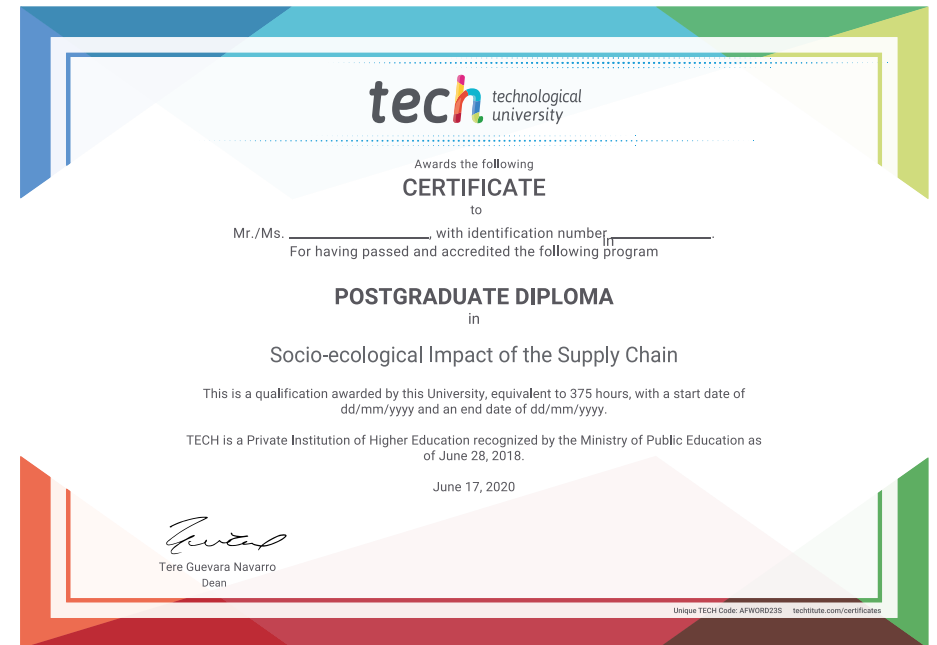 tech technological
university
Awards the following
CERTIFICATE
to
Mr./Ms. ____________________, with identification number ______________.
In
For having passed and accredited the following program
POSTGRADUATE DIPLOMA
in
Socio-ecological Impact of the Supply Chain
This is a qualification awarded by this University, equivalent to 375 hours, with a start date of
dd/mm/yyyy and an end date of dd/mm/yyyy.
TECH is a Private Institution of Higher Education recognized by the Ministry of Public Education as
of June 28, 2018.
June 17, 2020
Tere Guevara Navarro
Dean
Unique TECH Code: AFWORD23S techtitute.com/certificates